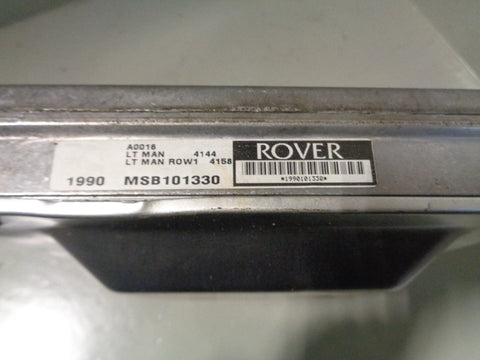 A0016
LT MAN 4144
LT MAN ROW1 4158
1990 MSB101330
ROVER
*1990101330*